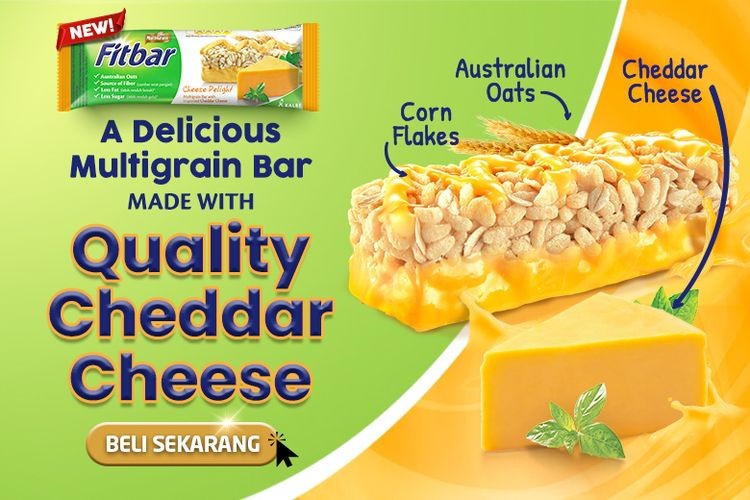 NEW!
Fitbar
Australian Oats
Source of Fiber
Less Fat
Less Sugar
Cheese Delight
KALBE
A Delicious
Multigrain Bar
MADE WITH
Quality
Cheddar
Cheese
BELI SEKARANG
Australian
Oats
Cheddar
Cheese
Corn
Flakes